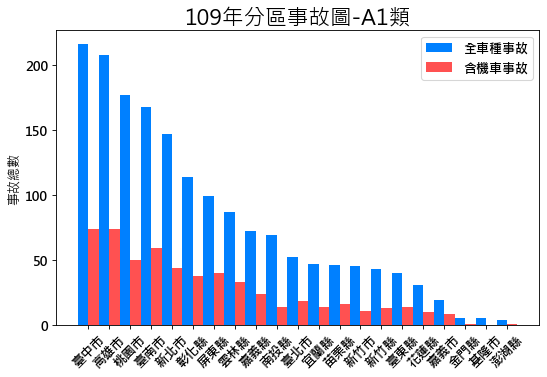 109年分區事故圖-A1類
全車種事故
含機車事故
事故總數
200
150
100
50
0
臺中市
高雄市
桃園市
臺南市
新北市
彰化縣
屏東縣
雲林縣
嘉義縣
南投縣
臺北市
宜蘭縣
苗栗縣
新竹市
新竹縣
臺東縣
花蓮縣
嘉義市
金門縣
基隆市
澎湖縣